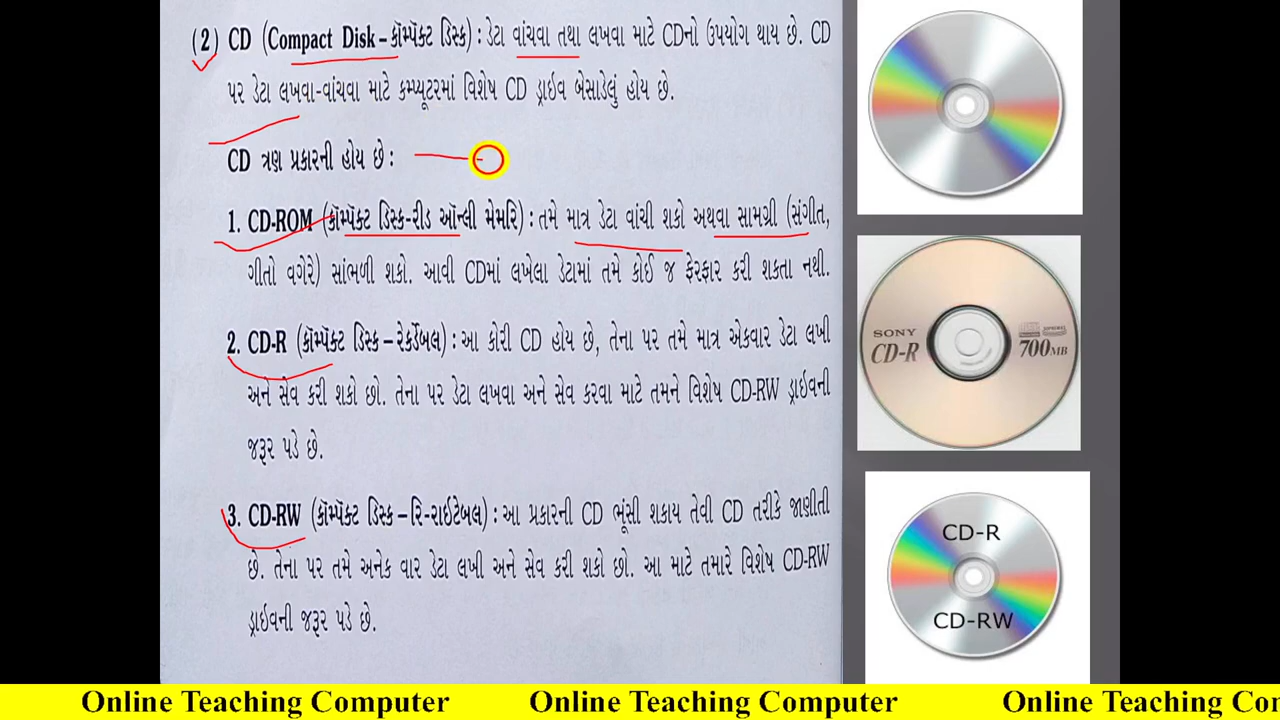 (2) CD (Compact Disk – કૉમ્પૅક્ટ ડિસ્ક) : ડેટા વાંચવા તથા લખવા માટે CDનો ઉપયોગ થાય છે. CD
પર ડેટા લખવા-વાંચવા માટે કમ્પ્યૂટરમાં વિશેષ CD ડ્રાઇવ બેસાડેલું હોય છે.
CD ત્રણ પ્રકારની હોય છે :
1. CD-ROM (કૉમ્પૅક્ટ ડિસ્ક-રીડ ઑન્લી મેમરિ) : તમે માત્ર ડેટા વાંચી શકો અથવા સામગ્રી (સંગીત,
ગીતો વગેરે) સાંભળી શકો. આવી CDમાં લખેલા ડેટામાં તમે કોઈ જ ફેરફાર કરી શકતા નથી.
2. CD-R (કૉમ્પૅક્ટ ડિસ્ક – રેકર્ડેબલ) : આ કોરી CD હોય છે, તેના પર તમે માત્ર એકવાર ડેટા લખી
અને સેવ કરી શકો છો. તેના પર ડેટા લખવા અને સેવ કરવા માટે તમને વિશેષ CD-RW ડ્રાઇવની
જરૂર પડે છે.
3. CD-RW (કૉમ્પૅક્ટ ડિસ્ક – રિ-રાઇટેબલ) : આ પ્રકારની CD ભૂંસી શકાય તેવી CD તરીકે જાણીતી
છે. તેના પર તમે અનેક વાર ડેટા લખી અને સેવ કરી શકો છો. આ માટે તમારે વિશેષ CD-RW
ડ્રાઇવની જરૂર પડે છે.
SONY
CD-R
700MB
CD-R
CD-RW
Online Teaching Computer Online Teaching Computer Online Teaching Co